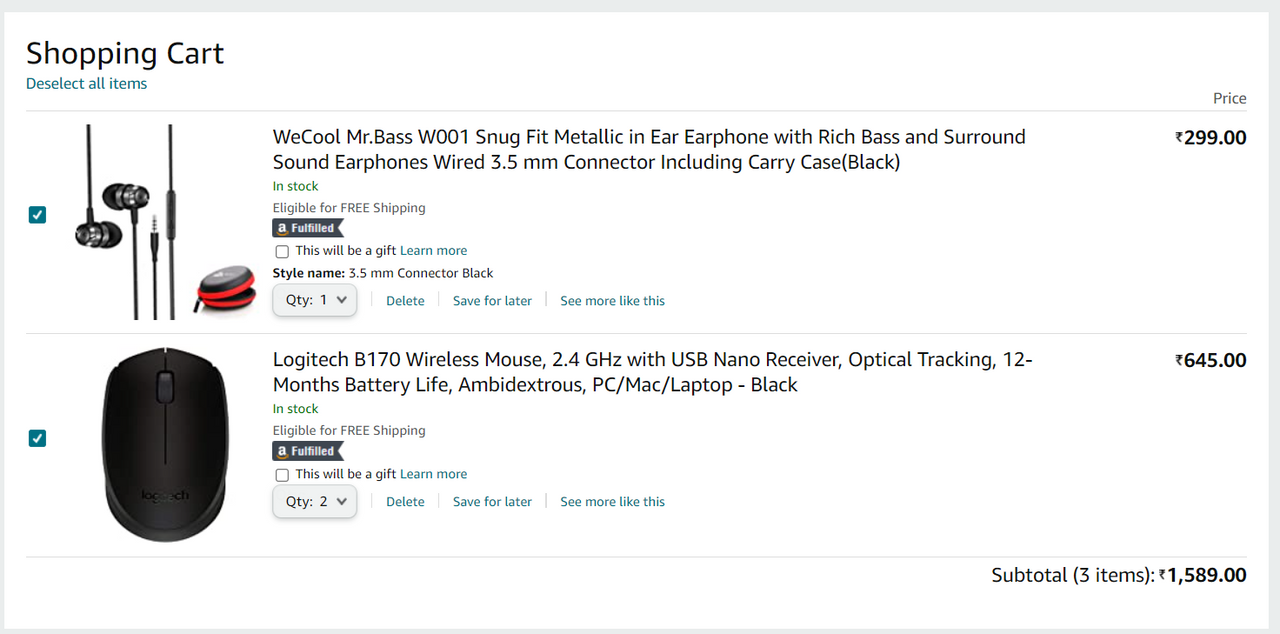 Shopping Cart
Deselect all items
Price
WeCool Mr.Bass W001 Snug Fit Metallic in Ear Earphone with Rich Bass and Surround
Sound Earphones Wired 3.5 mm Connector Including Carry Case(Black)
₹299.00
In stock
Eligible for FREE Shipping
a Fulfilled
This will be a gift Learn more
Style name: 3.5 mm Connector Black
Qty: 1 Delete Save for later See more like this
Logitech B170 Wireless Mouse, 2.4 GHz with USB Nano Receiver, Optical Tracking, 12-
Months Battery Life, Ambidextrous, PC/Mac/Laptop - Black
₹645.00
In stock
Eligible for FREE Shipping
a Fulfilled
This will be a gift Learn more
logitech
Qty: 2 Delete Save for later See more like this
Subtotal (3 items): ₹1,589.00